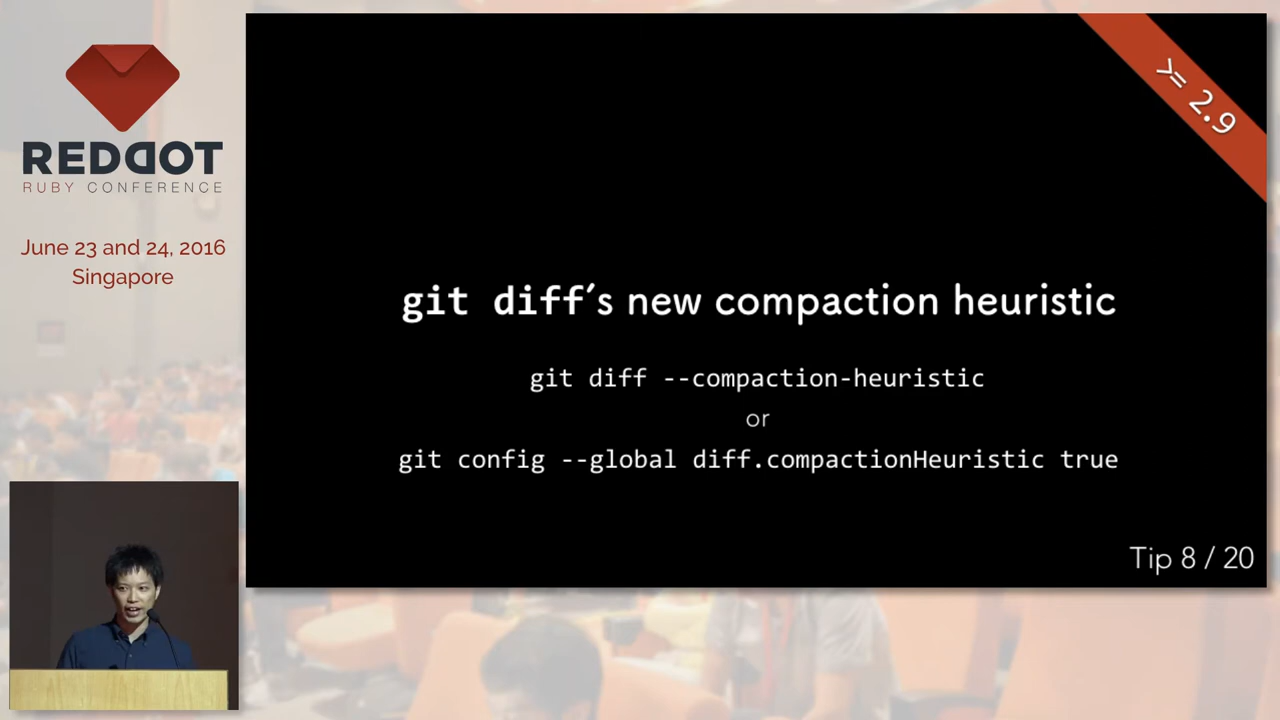 REDDOT
RUBY CONFERENCE
June 23 and 24, 2016
Singapore
>= 2.9
git diff's new compaction heuristic
git diff --compaction-heuristic
or
git config --global diff.compactionHeuristic true
Tip 8 / 20